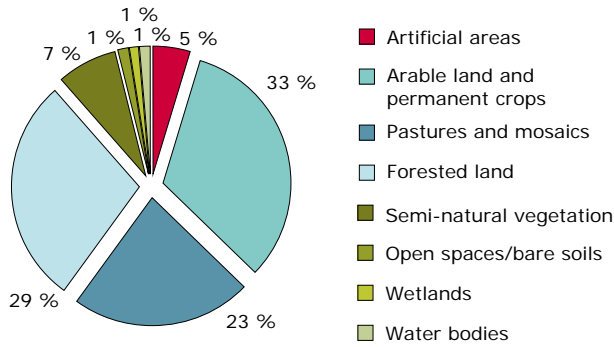 1 %
7 %
1 %
1 %
5 %
33 %
29 %
23 %
Artificial areas
Arable land and
permanent crops
Pastures and mosaics
Forested land
Semi-natural vegetation
Open spaces/bare soils
Wetlands
Water bodies